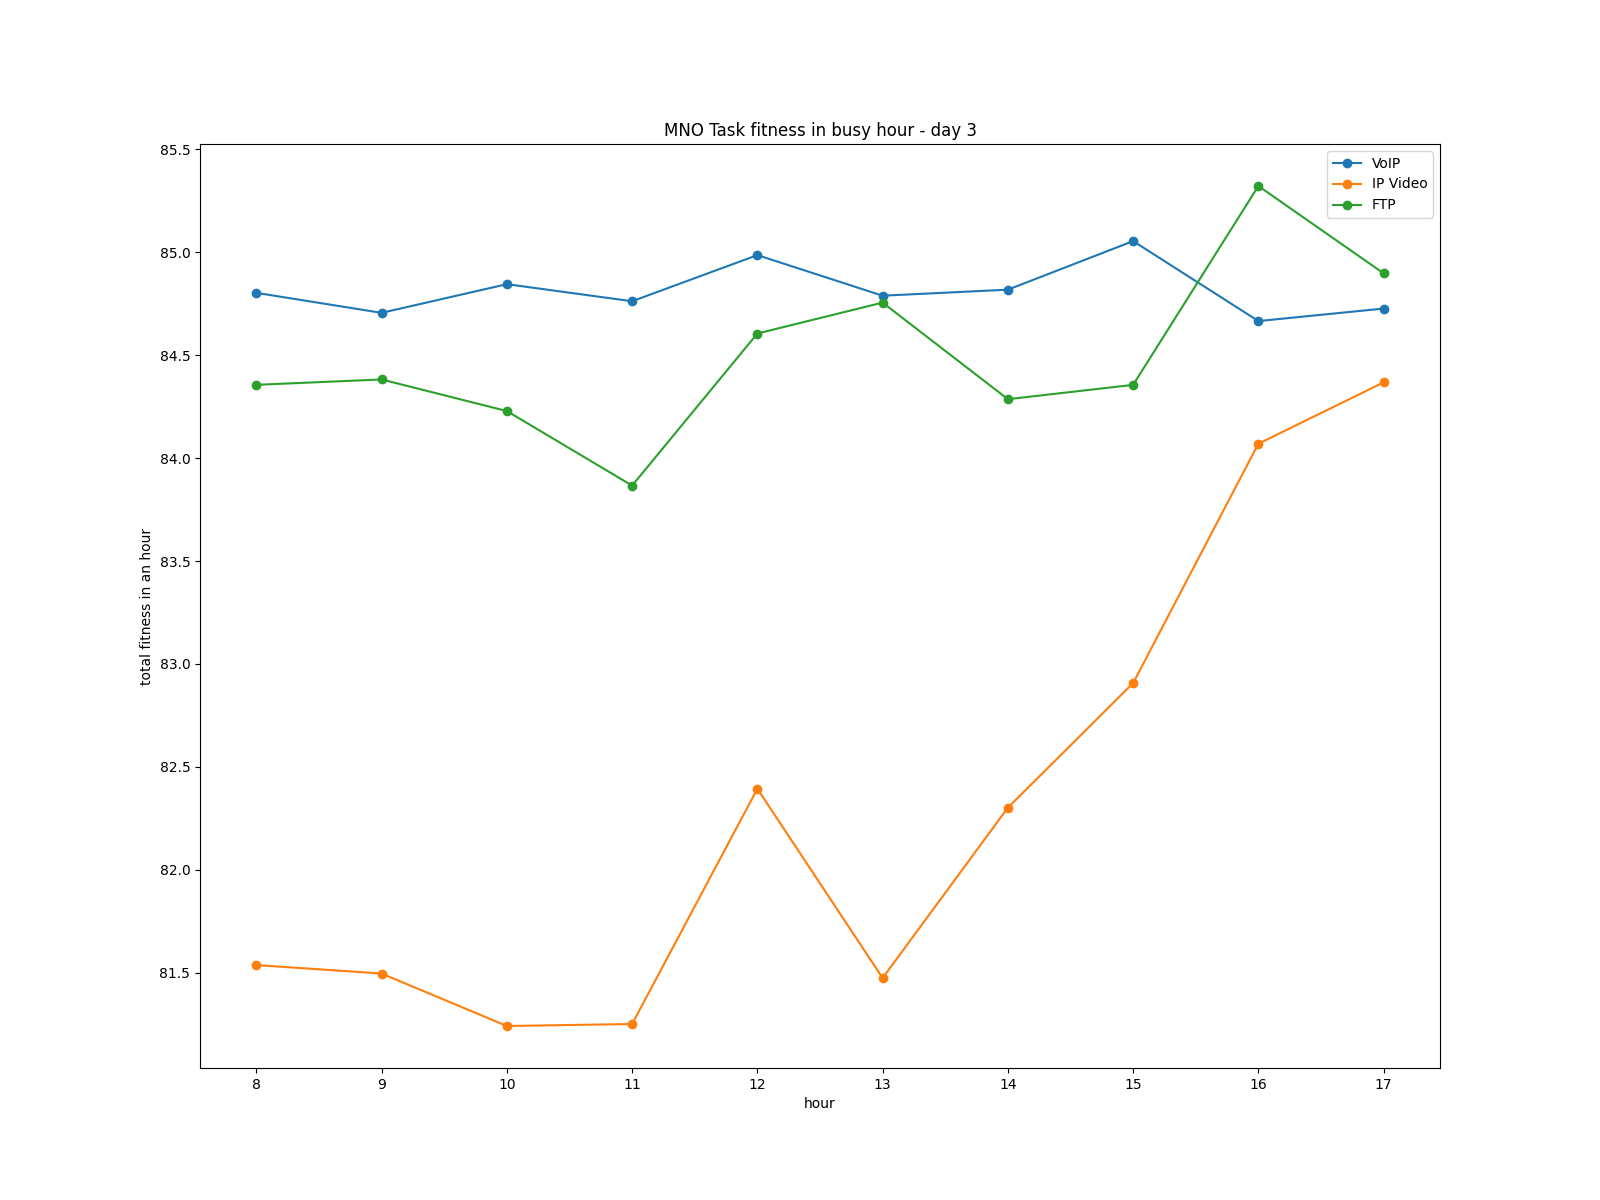 MNO Task fitness in busy hour - day 3
VoIP
IP Video
FTP
85.5
85.0
84.5
84.0
83.5
83.0
82.5
82.0
81.5
total fitness in an hour
8 9 10 11 12 13 14 15 16 17
hour